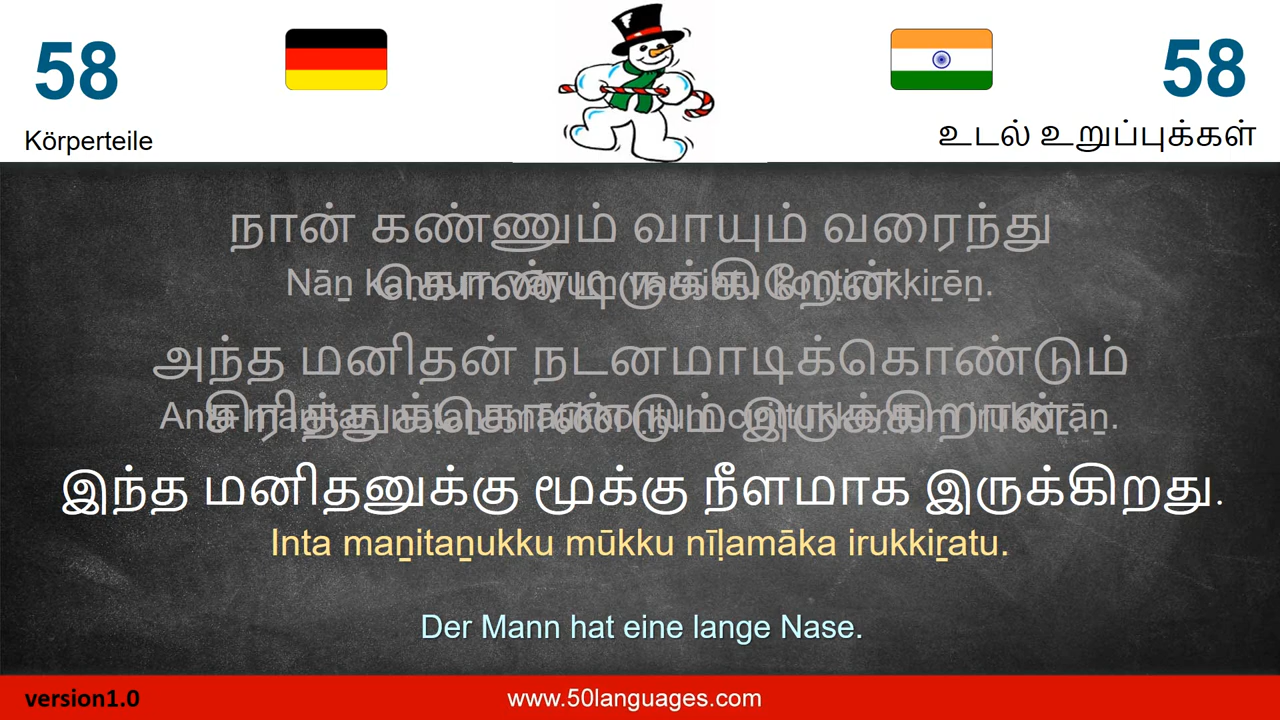 58
58
Körperteile
உடல் உறுப்புக்கள்
நான் கண்ணும் வாயும் வரைந்து
கொண்டிருக்கிறேன்.
அந்த மனிதன் நடனமாடிக்கொண்டும்
சிரித்துக்கொண்டும் இருக்கிறான்.
இந்த மனிதனுக்கு மூக்கு நீளமாக இருக்கிறது.
Inta maṉitaṉukku mūkku nīḷamāka irukkiṟatu.
Der Mann hat eine lange Nase.
version1.0
www.50languages.com